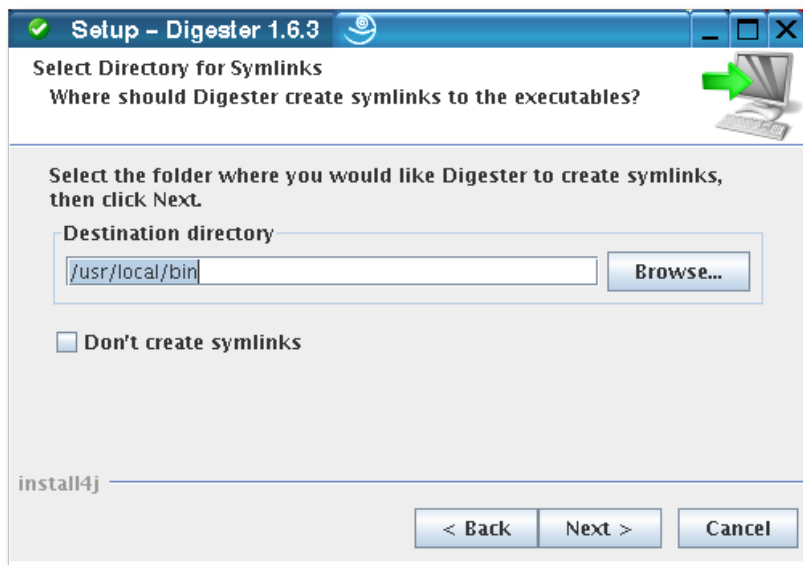 Setup – Digester 1.6.3
Select Directory for Symlinks
Where should Digester create symlinks to the executables?
Select the folder where you would like Digester to create symlinks,
then click Next.
Destination directory
/usr/local/bin
Browse...
Don't create symlinks
install4j
< Back
Next >
Cancel